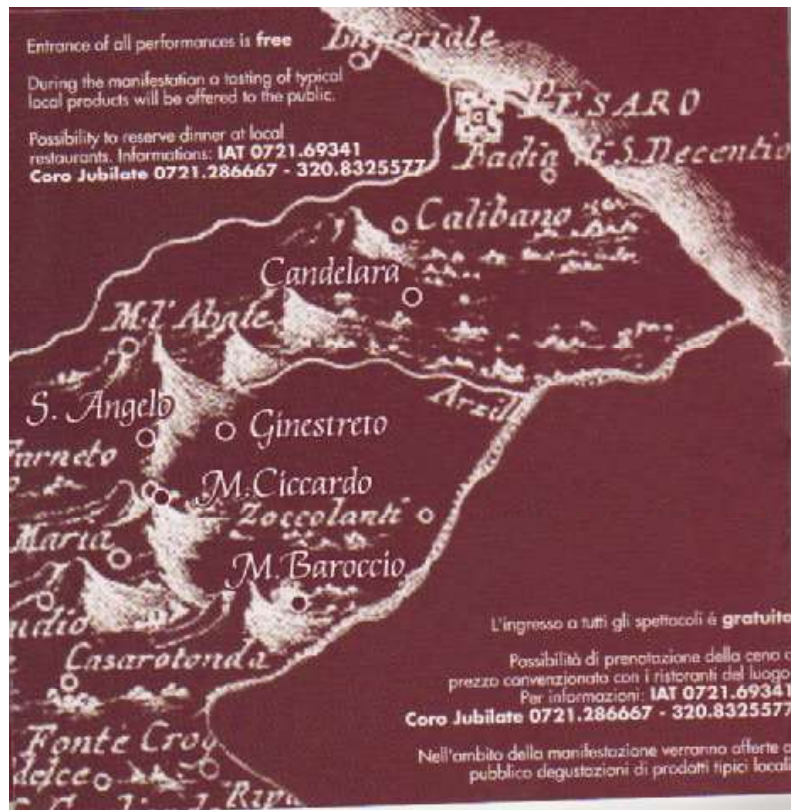 Entrance of all performances is free
During the manifestation a tasting of typical
local products will be offered to the public.
Possibility to reserve dinner at local
restaurants. Informations: IAT 0721.69341
Coro Jubilate 0721.286667 - 320.8325577
Imperiale
PESARO
Badia di S. Decentio
Calibano
Candelara
M. l'Abate
S. Angelo
Ginestreto
Arzill
Farneto
M. Ciccardo
Zoccolanti
Maria
M. Baroccio
udio
Casarotonda
Fonte Cro
delce
Ripa
L'ingresso a tutti gli spettacoli é gratuito
Possibilità di prenotazione della cena a
prezzo convenzionato con i ristoranti del luogo.
Per informazioni: IAT 0721.69341
Coro Jubilate 0721.286667 - 320.8325577
Nell'ambito della manifestazione verranno offerte a
pubblico degustazioni di prodotti tipici locali